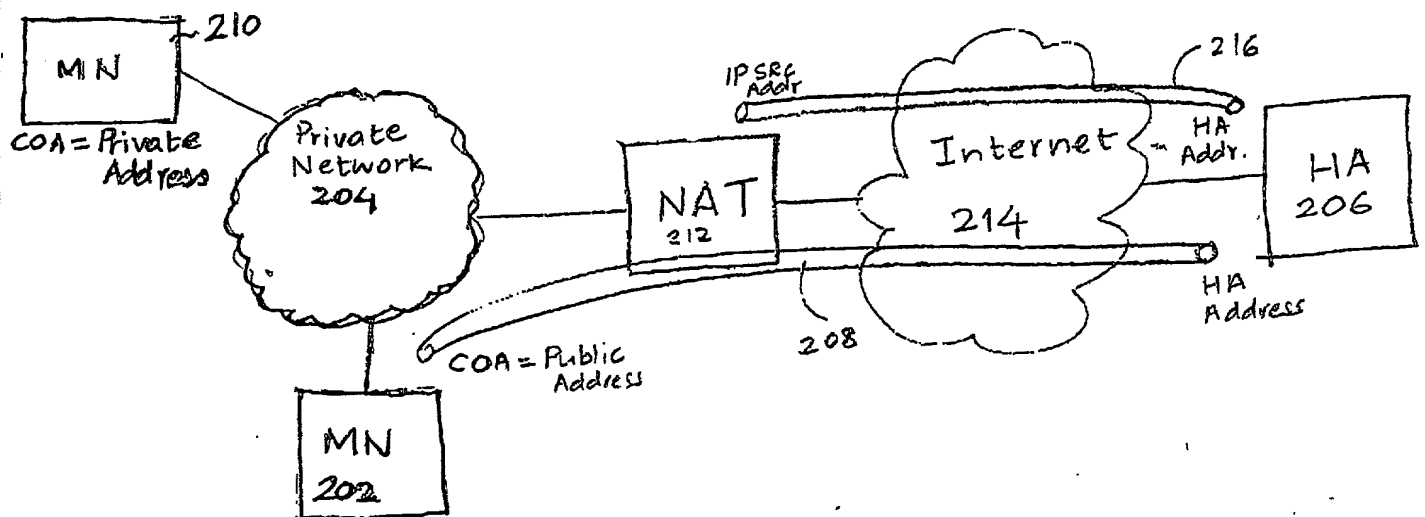 210
MN
COA = Private
Address
Private
Network
204
IP SRC
Addr
216
HA
Addr.
Internet
214
HA
206
NAT
212
HA
Address
208
COA = Public
Address
MN
202